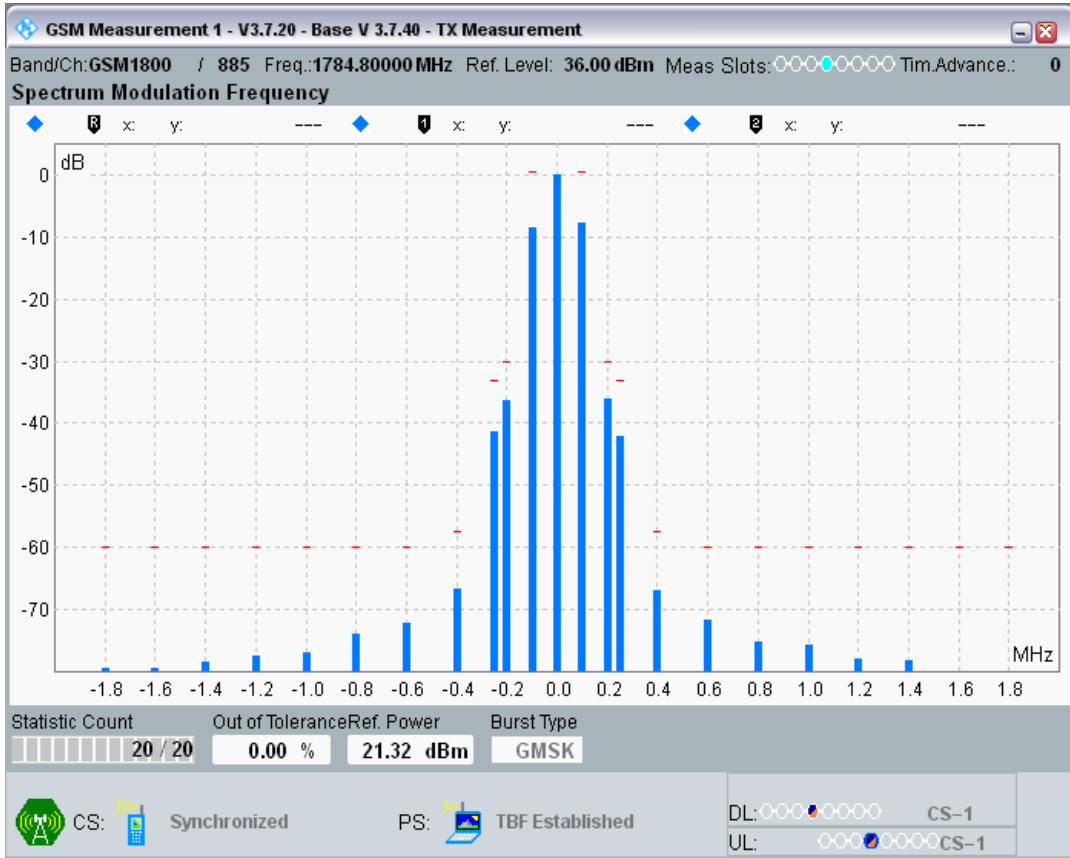 GSM Measurement 1 - V3.7.20 - Base V 3.7.40 - TX Measurement
Band/Ch:GSM1800 / 885 Freq.:1784.80000 MHz Ref. Level: 36.00 dBm Meas Slots: Tim.Advance.: 0
Spectrum Modulation Frequency
R x: y: --- 1 x: y: --- 2 x: y: ---
dB
0
-10
-20
-30
-40
-50
-60
-70
MHz
-1.8 -1.6 -1.4 -1.2 -1.0 -0.8 -0.6 -0.4 -0.2 0.0 0.2 0.4 0.6 0.8 1.0 1.2 1.4 1.6 1.8
Statistic Count Out of Tolerance Ref. Power Burst Type
20 / 20 0.00 % 21.32 dBm GMSK
CS: Synchronized PS: TBF Established
DL: CS-1
UL: CS-1